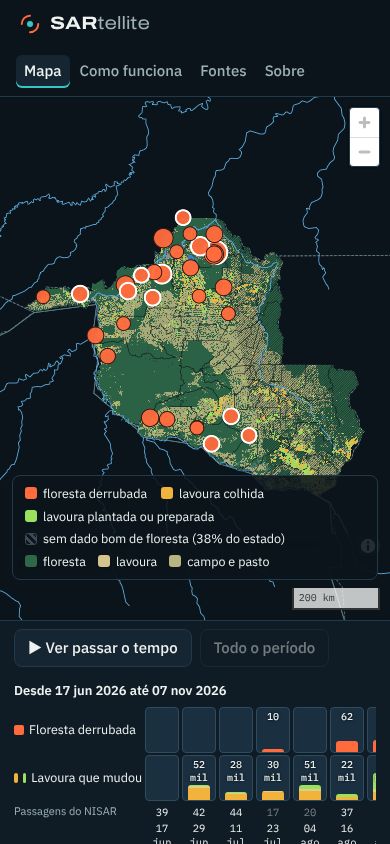 SARtellite
Mapa Como funciona Fontes Sobre
+
−
floresta derrubada lavoura colhida
lavoura plantada ou preparada
sem dado bom de floresta (38% do estado)
floresta lavoura campo e pasto
200 km
▶ Ver passar o tempo Todo o período
Desde 17 jun 2026 até 07 nov 2026
Floresta derrubada 10 62
Lavoura que mudou 52 mil 28 mil 30 mil 51 mil 22 mil
Passagens do NISAR 39 42 44 17 20 37
17 29 11 23 04 16
jun jun jul jul ago ago